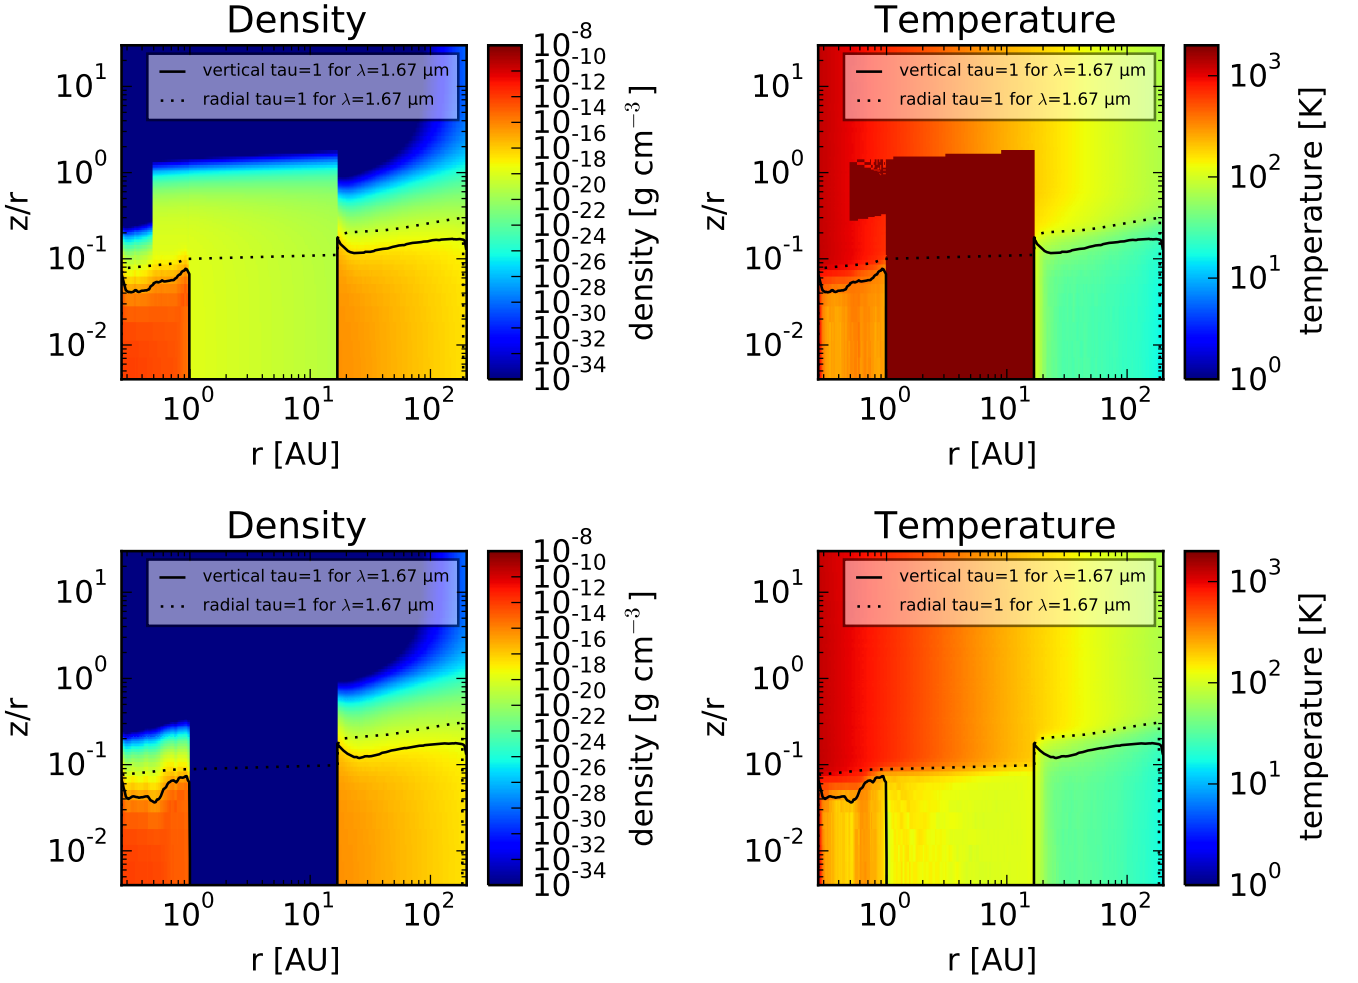 Density
vertical tau=1 for λ=1.67 μm
radial tau=1 for λ=1.67 μm
10^1
10^0
10^-1
10^-2
z/r
10^0 10^1 10^2
r [AU]
10^-8
10^-10
10^-12
10^-14
10^-16
10^-18
10^-20
10^-22
10^-24
10^-26
10^-28
10^-30
10^-32
10^-34
density [g cm^−3]
Temperature
vertical tau=1 for λ=1.67 μm
radial tau=1 for λ=1.67 μm
10^1
10^0
10^-1
10^-2
z/r
10^0 10^1 10^2
r [AU]
10^3
10^2
10^1
10^0
temperature [K]
Density
vertical tau=1 for λ=1.67 μm
radial tau=1 for λ=1.67 μm
10^1
10^0
10^-1
10^-2
z/r
10^0 10^1 10^2
r [AU]
10^-8
10^-10
10^-12
10^-14
10^-16
10^-18
10^-20
10^-22
10^-24
10^-26
10^-28
10^-30
10^-32
10^-34
density [g cm^−3]
Temperature
vertical tau=1 for λ=1.67 μm
radial tau=1 for λ=1.67 μm
10^1
10^0
10^-1
10^-2
z/r
10^0 10^1 10^2
r [AU]
10^3
10^2
10^1
10^0
temperature [K]